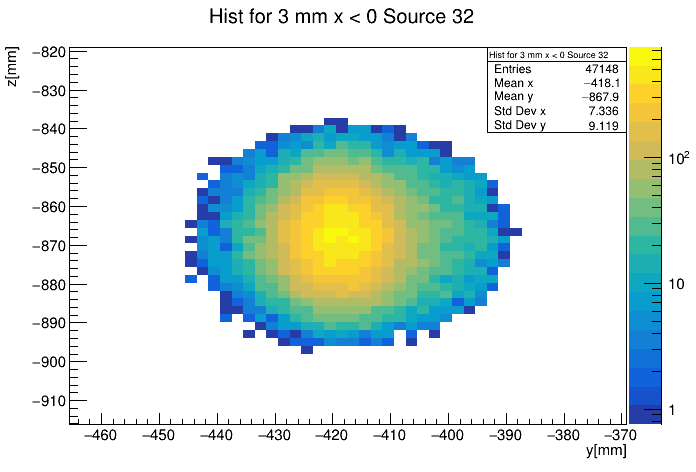 Hist for 3 mm x < 0 Source 32
z[mm]
Hist for 3 mm x < 0 Source 32
Entries 47148
Mean x −418.1
Mean y −867.9
Std Dev x 7.336
Std Dev y 9.119
−820
−830
−840
−850
−860
−870
−880
−890
−900
−910
10²
10
1
−460 −450 −440 −430 −420 −410 −400 −390 −380 −370
y[mm]